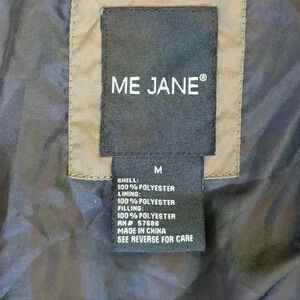 ME JANE®
M
SHELL:
100% POLYESTER
LINING:
100% POLYESTER
FILLING:
100% POLYESTER
RN# 57686
MADE IN CHINA
SEE REVERSE FOR CARE